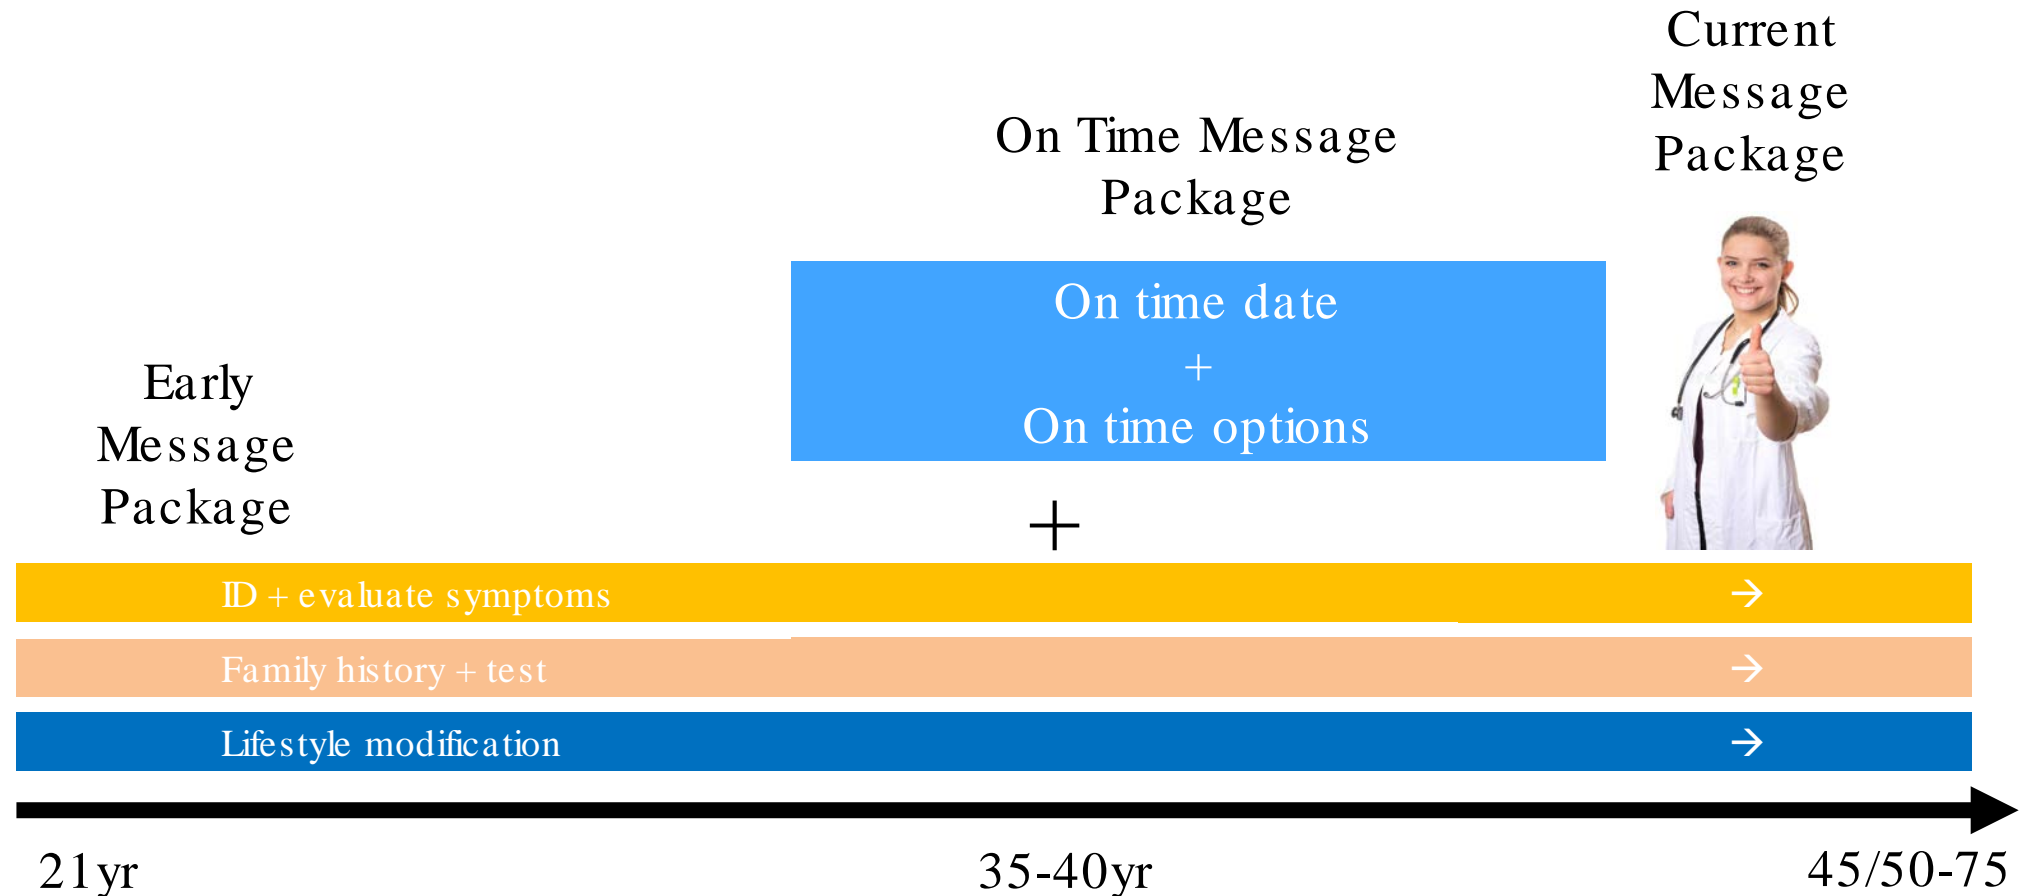 Current
Message
Package
On Time Message
Package
On time date
+
On time options
Early
Message
Package
+
ID + evaluate symptoms →
Family history + test →
Lifestyle modification →
21yr
35-40yr
45/50-75